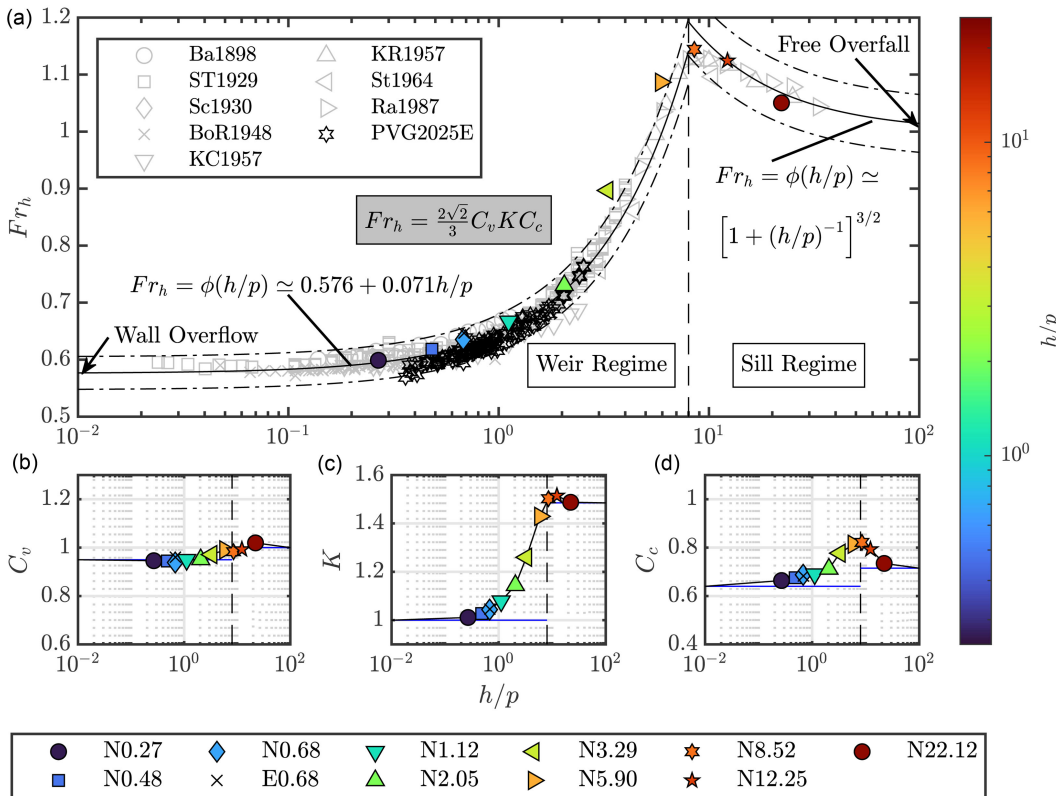 (a)
1.2
1.1
1
0.9
0.8
0.7
0.6
0.5
Fr_h
Ba1898
ST1929
Sc1930
BoR1948
KC1957
KR1957
St1964
Ra1987
PVG2025E
Free Overfall
Fr_h = \frac{2\sqrt{2}}{3} C_v K C_c
Fr_h = ϕ(h/p) ≃
[1 + (h/p)^{-1}]^{3/2}
Fr_h = ϕ(h/p) ≃ 0.576 + 0.071h/p
Wall Overflow
Weir Regime
Sill Regime
10^{-2}
10^{-1}
10^0
10^1
10^2
10^1
10^0
h/p
(b)
1.2
1
0.8
0.6
C_v
10^{-2}
10^0
10^2
(c)
1.6
1.4
1.2
1
K
10^{-2}
10^0
10^2
h/p
(d)
1
0.8
0.6
0.4
C_c
10^{-2}
10^0
10^2
N0.27
N0.68
N1.12
N3.29
N8.52
N22.12
N0.48
E0.68
N2.05
N5.90
N12.25